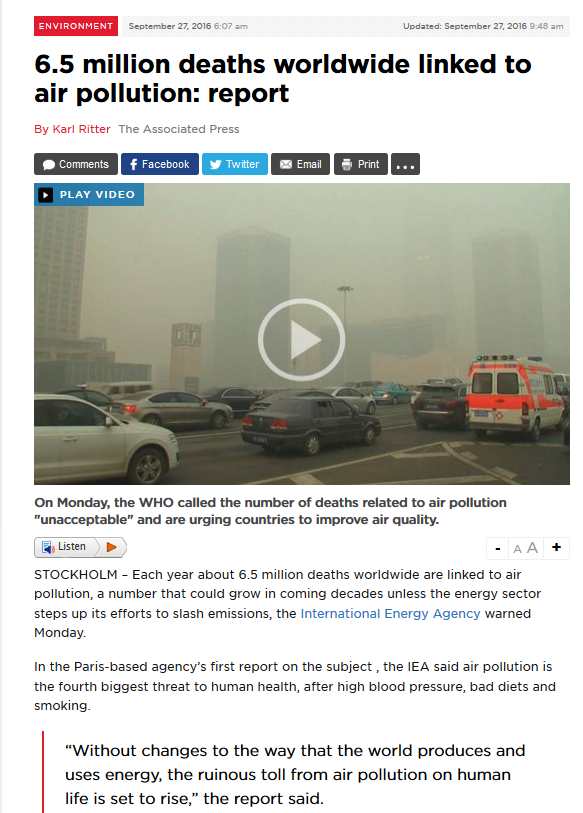 ENVIRONMENT September 27, 2016 6:07 am Updated: September 27, 2016 9:48 am
6.5 million deaths worldwide linked to
air pollution: report
By Karl Ritter The Associated Press
Comments Facebook Twitter Email Print ...
PLAY VIDEO
On Monday, the WHO called the number of deaths related to air pollution
"unacceptable" and are urging countries to improve air quality.
Listen - A A +
STOCKHOLM – Each year about 6.5 million deaths worldwide are linked to air
pollution, a number that could grow in coming decades unless the energy sector
steps up its efforts to slash emissions, the International Energy Agency warned
Monday.
In the Paris-based agency's first report on the subject , the IEA said air pollution is
the fourth biggest threat to human health, after high blood pressure, bad diets and
smoking.
“Without changes to the way that the world produces and
uses energy, the ruinous toll from air pollution on human
life is set to rise,” the report said.